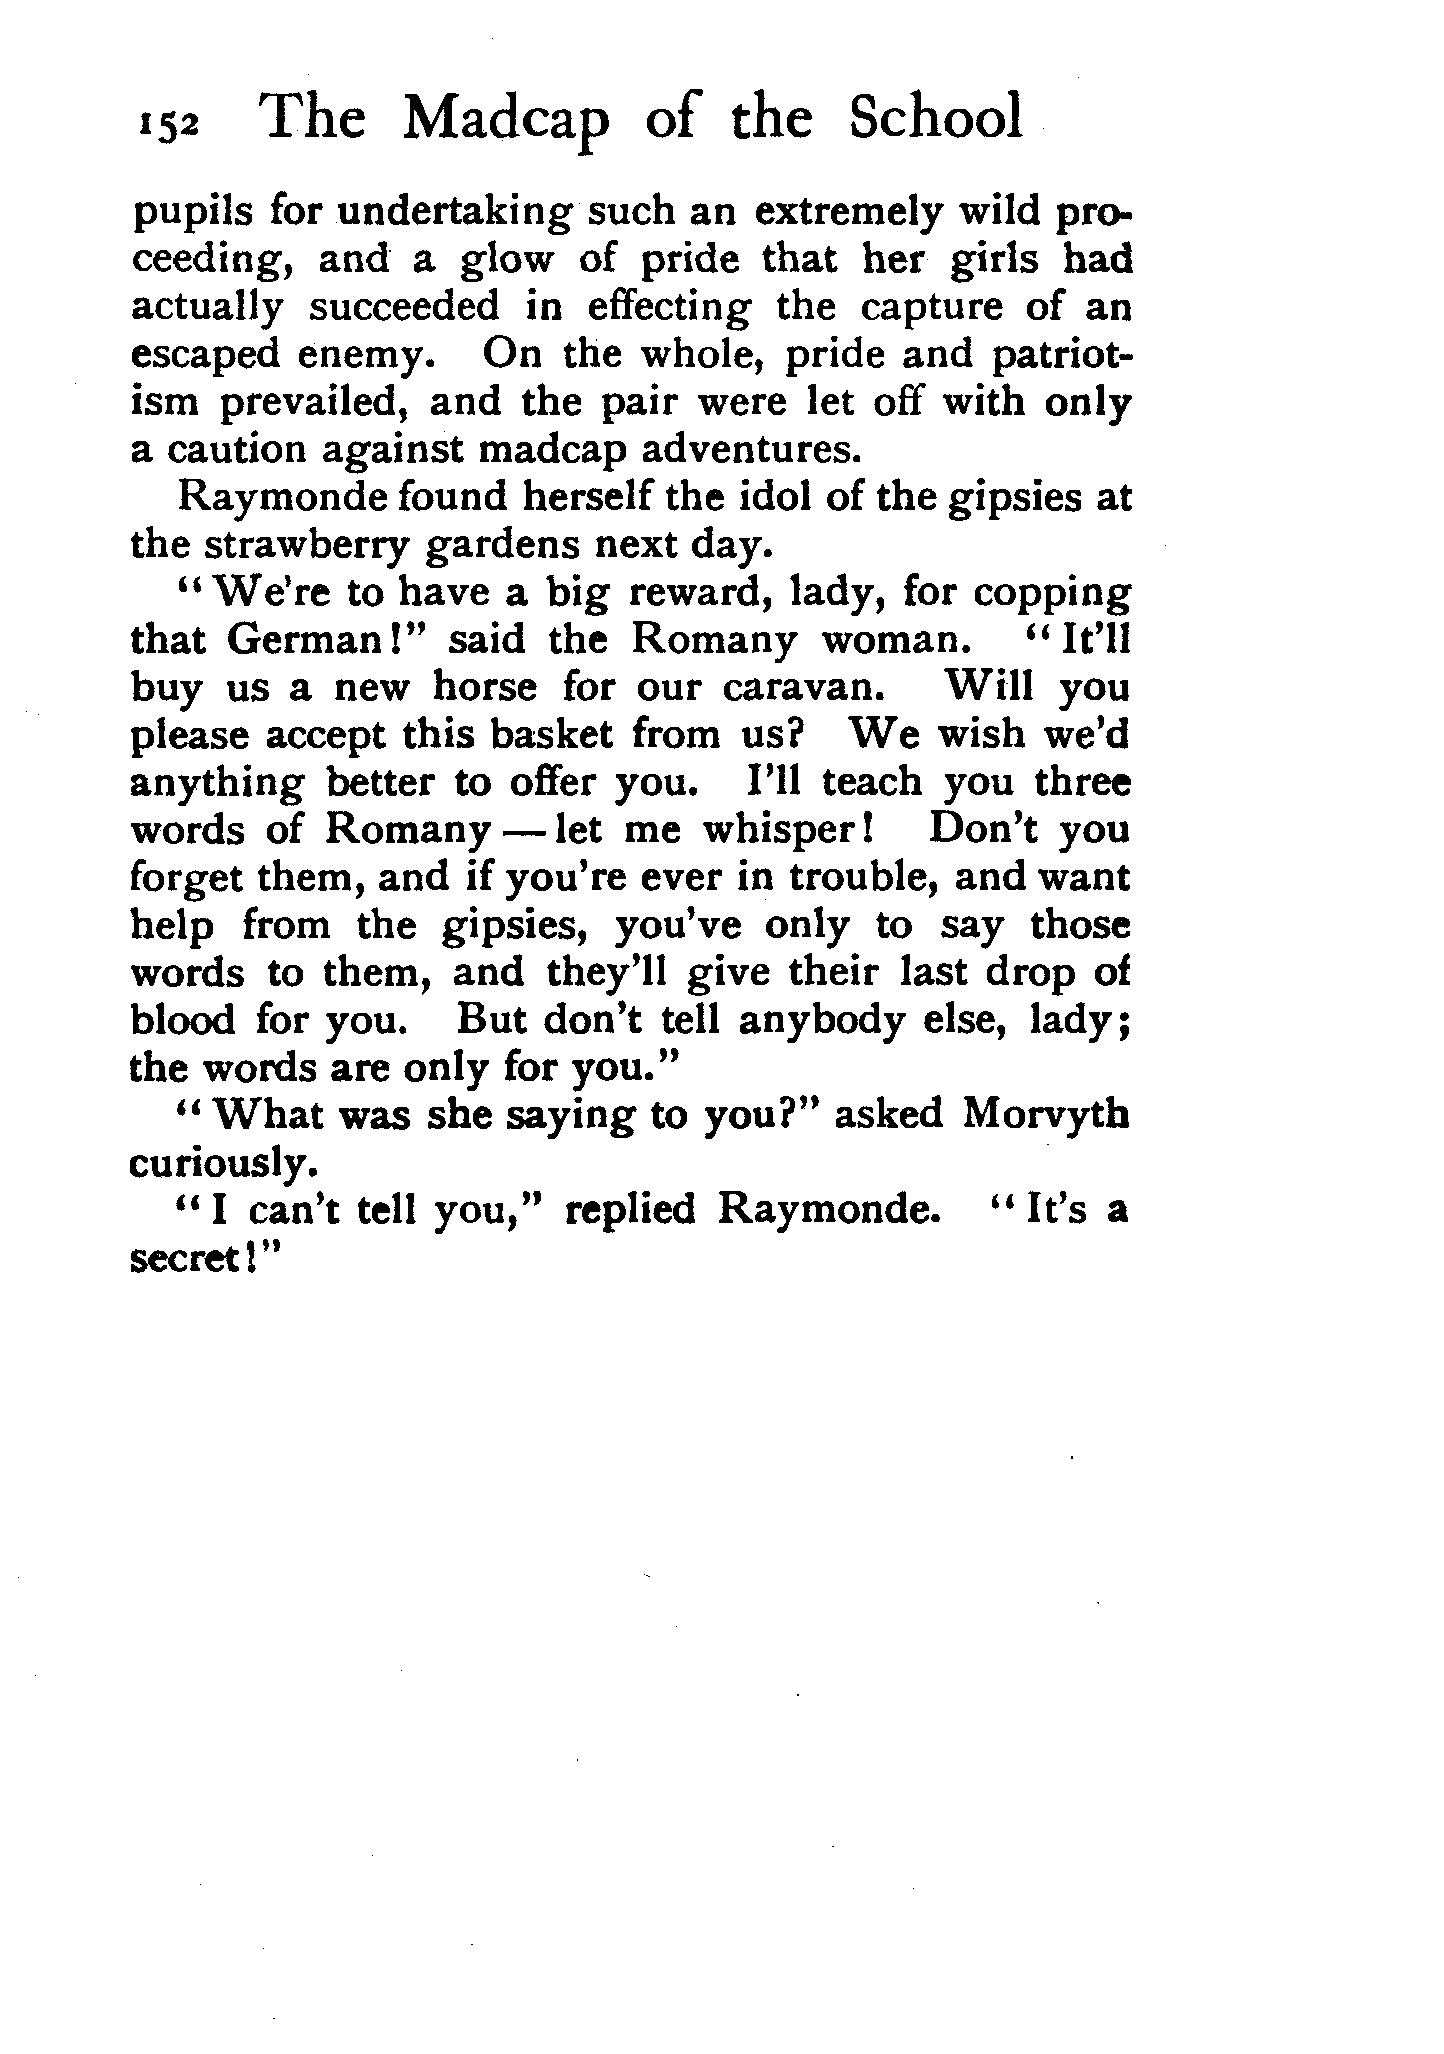 152 The Madcap of the School
pupils for undertaking such an extremely wild pro-
ceeding, and a glow of pride that her girls had
actually succeeded in effecting the capture of an
escaped enemy. On the whole, pride and patriot-
ism prevailed, and the pair were let off with only
a caution against madcap adventures.
Raymonde found herself the idol of the gipsies at
the strawberry gardens next day.
“We're to have a big reward, lady, for copping
that German!” said the Romany woman. “It'll
buy us a new horse for our caravan. Will you
please accept this basket from us? We wish we'd
anything better to offer you. I'll teach you three
words of Romany—let me whisper! Don't you
forget them, and if you're ever in trouble, and want
help from the gipsies, you've only to say those
words to them, and they'll give their last drop of
blood for you. But don't tell anybody else, lady;
the words are only for you.”
“What was she saying to you?” asked Morvyth
curiously.
“I can't tell you,” replied Raymonde. “It's a
secret!”